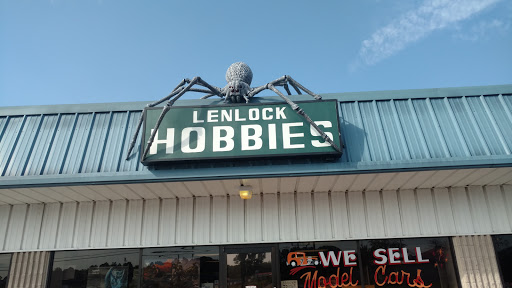 LENLOCK
HOBBIES
WE SELL
Model Cars